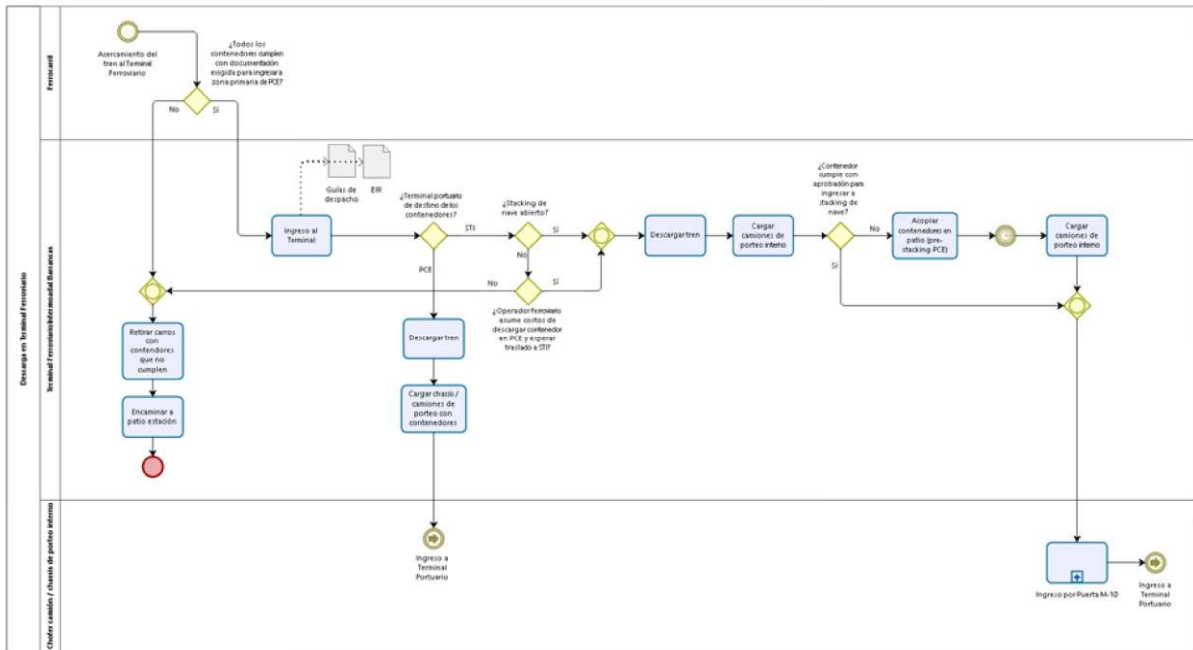 Descarga en Terminal Ferroviario
Ferrocarril
Acercamiento del
tren al Terminal
Ferroviario
¿Todos los
contenedores cumplen
con documentación
exigida para ingresar a
zona primaria de PCE?
No
Sí
Terminal Ferroviario Intermodal Barrancas
Guías de
despacho
EIR
Ingreso al
Terminal
¿Terminal portuario
de destino de los
contenedores?
STI
PCE
¿Stacking de
nave abierto?
Sí
No
No
Sí
¿Operador ferroviario
asume costos de
descargar contenedor
en PCE y esperar
traslado a STI?
Descargar tren
Cargar
camiones de
porteo interno
¿Contenedor
cumple con
aprobación para
ingresar a
stacking de
nave?
No
Sí
Acopiar
contenedores en
patio (pre-
stacking PCE)
Cargar
camiones de
porteo interno
Retirar carros
con
contendores
que no
cumplen
Encaminar a
patio estación
Descargar tren
Cargar chassis /
camiones de
porteo con
contenedores
Chofer camión / chassis de porteo interno
Ingreso a
Terminal
Portuario
Ingreso por Puerta M-10
Ingreso a
Terminal
Portuario